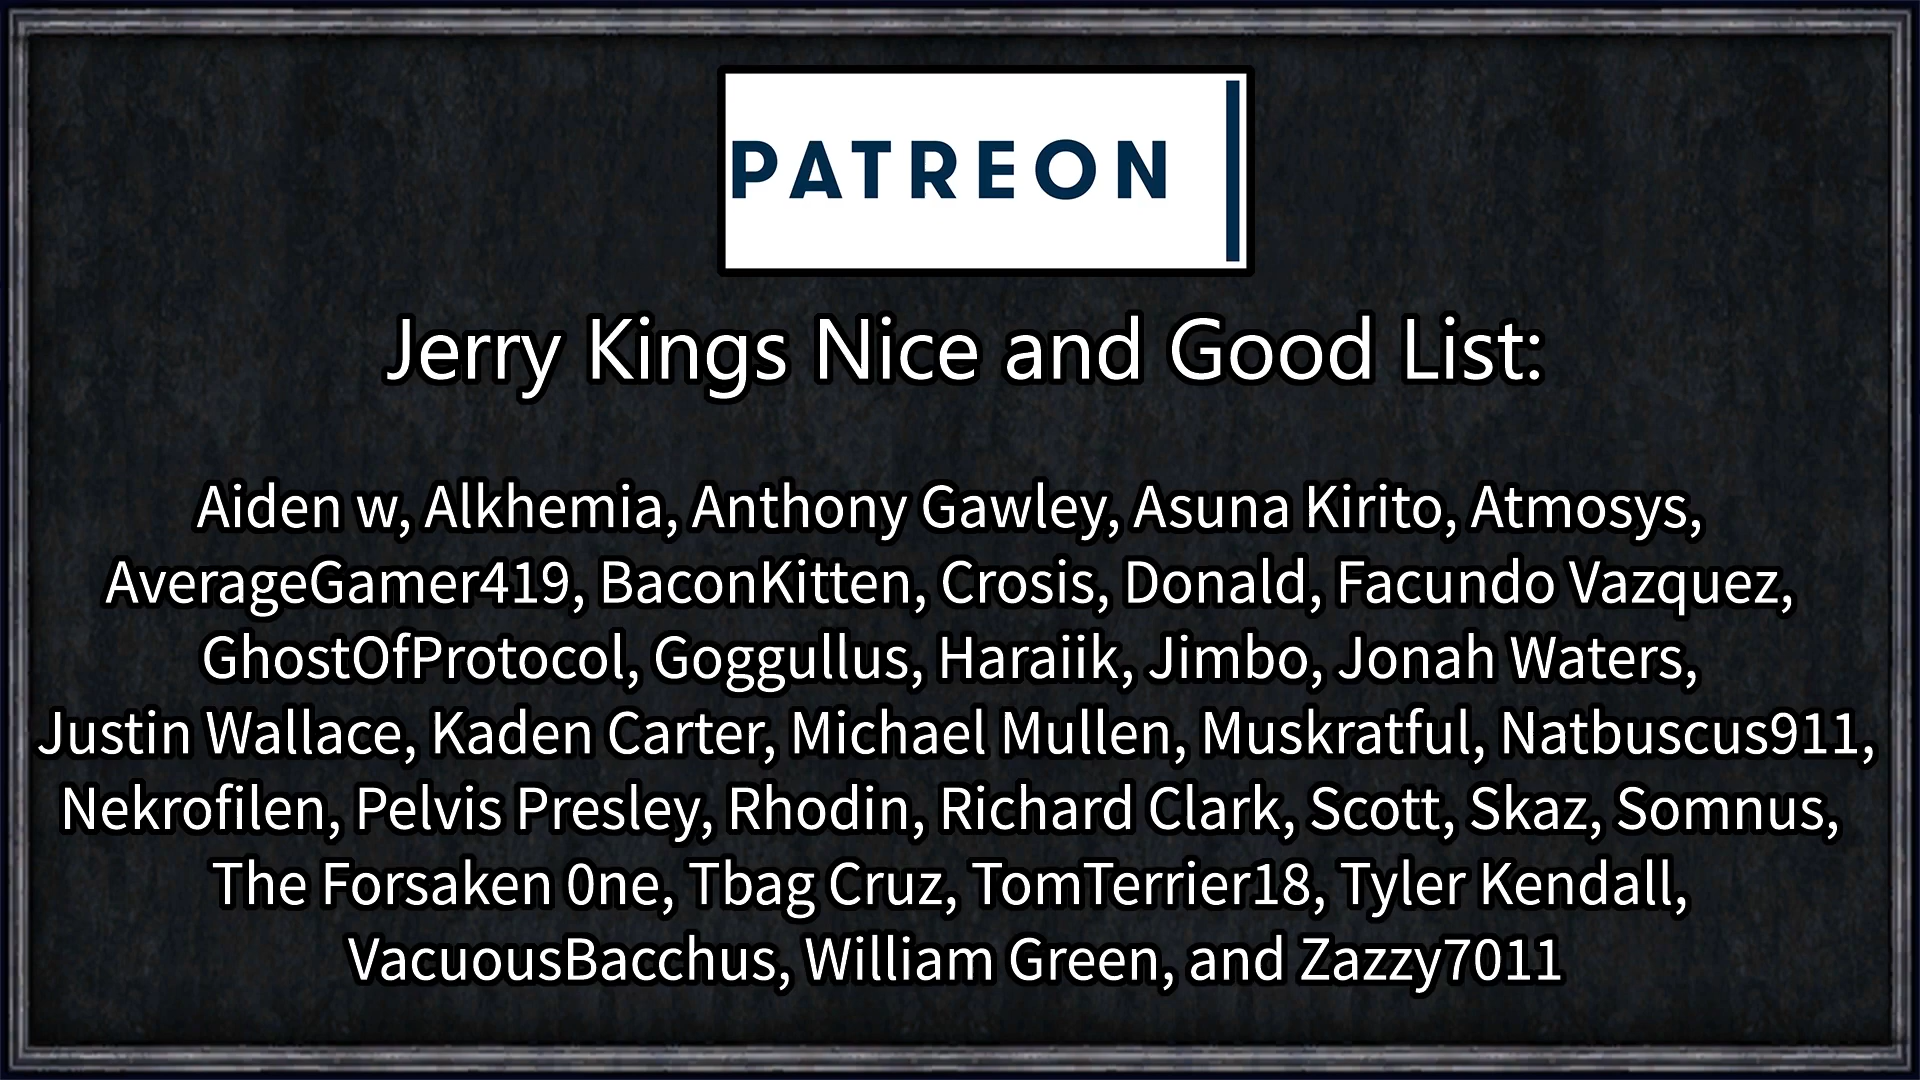 PATREON
Jerry Kings Nice and Good List:
Aiden w, Alkhemia, Anthony Gawley, Asuna Kirito, Atmosys,
AverageGamer419, BaconKitten, Crosis, Donald, Facundo Vazquez,
GhostOfProtocol, Goggullus, Haraiik, Jimbo, Jonah Waters,
Justin Wallace, Kaden Carter, Michael Mullen, Muskratful, Natbuscus911,
Nekrofilen, Pelvis Presley, Rhodin, Richard Clark, Scott, Skaz, Somnus,
The Forsaken 0ne, Tbag Cruz, TomTerrier18, Tyler Kendall,
VacuousBacchus, William Green, and Zazzy7011